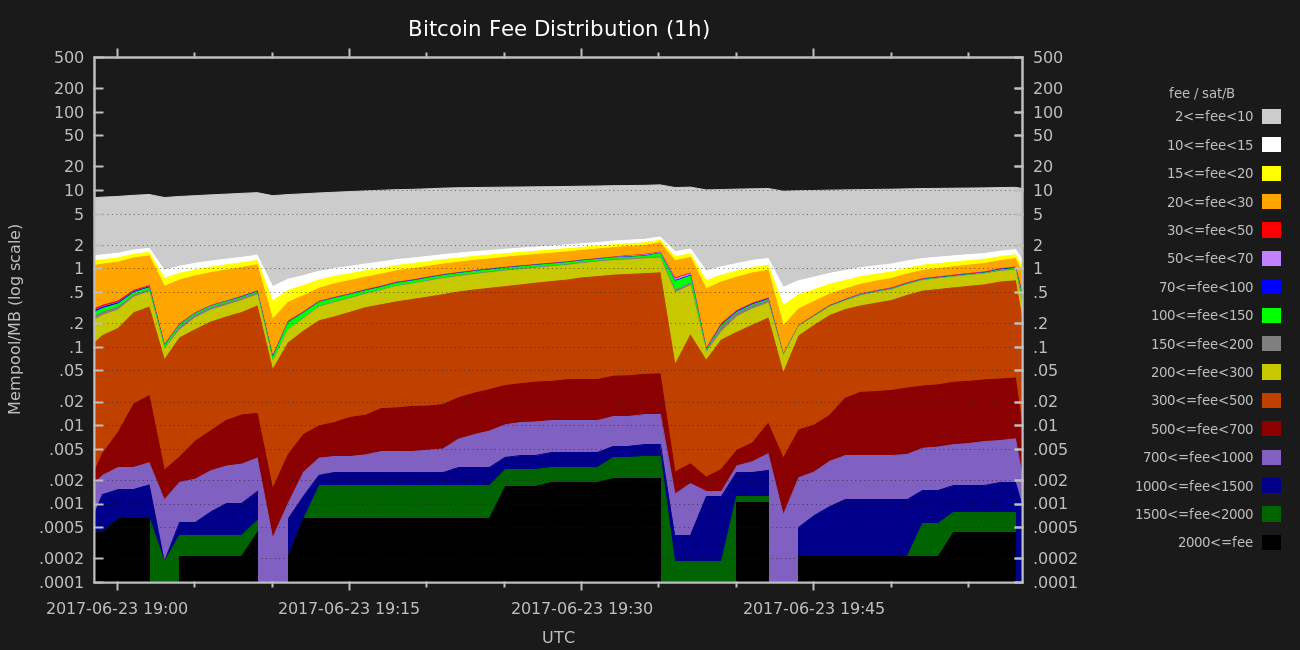 Bitcoin Fee Distribution (1h)
500
200
100
50
20
10
5
2
1
.5
.2
.1
.05
.02
.01
.005
.002
.001
.0005
.0002
.0001
Mempool/MB (log scale)
500
200
100
50
20
10
5
2
1
.5
.2
.1
.05
.02
.01
.005
.002
.001
.0005
.0002
.0001
2017-06-23 19:00
2017-06-23 19:15
2017-06-23 19:30
2017-06-23 19:45
UTC
fee / sat/B
2<=fee<10
10<=fee<15
15<=fee<20
20<=fee<30
30<=fee<50
50<=fee<70
70<=fee<100
100<=fee<150
150<=fee<200
200<=fee<300
300<=fee<500
500<=fee<700
700<=fee<1000
1000<=fee<1500
1500<=fee<2000
2000<=fee